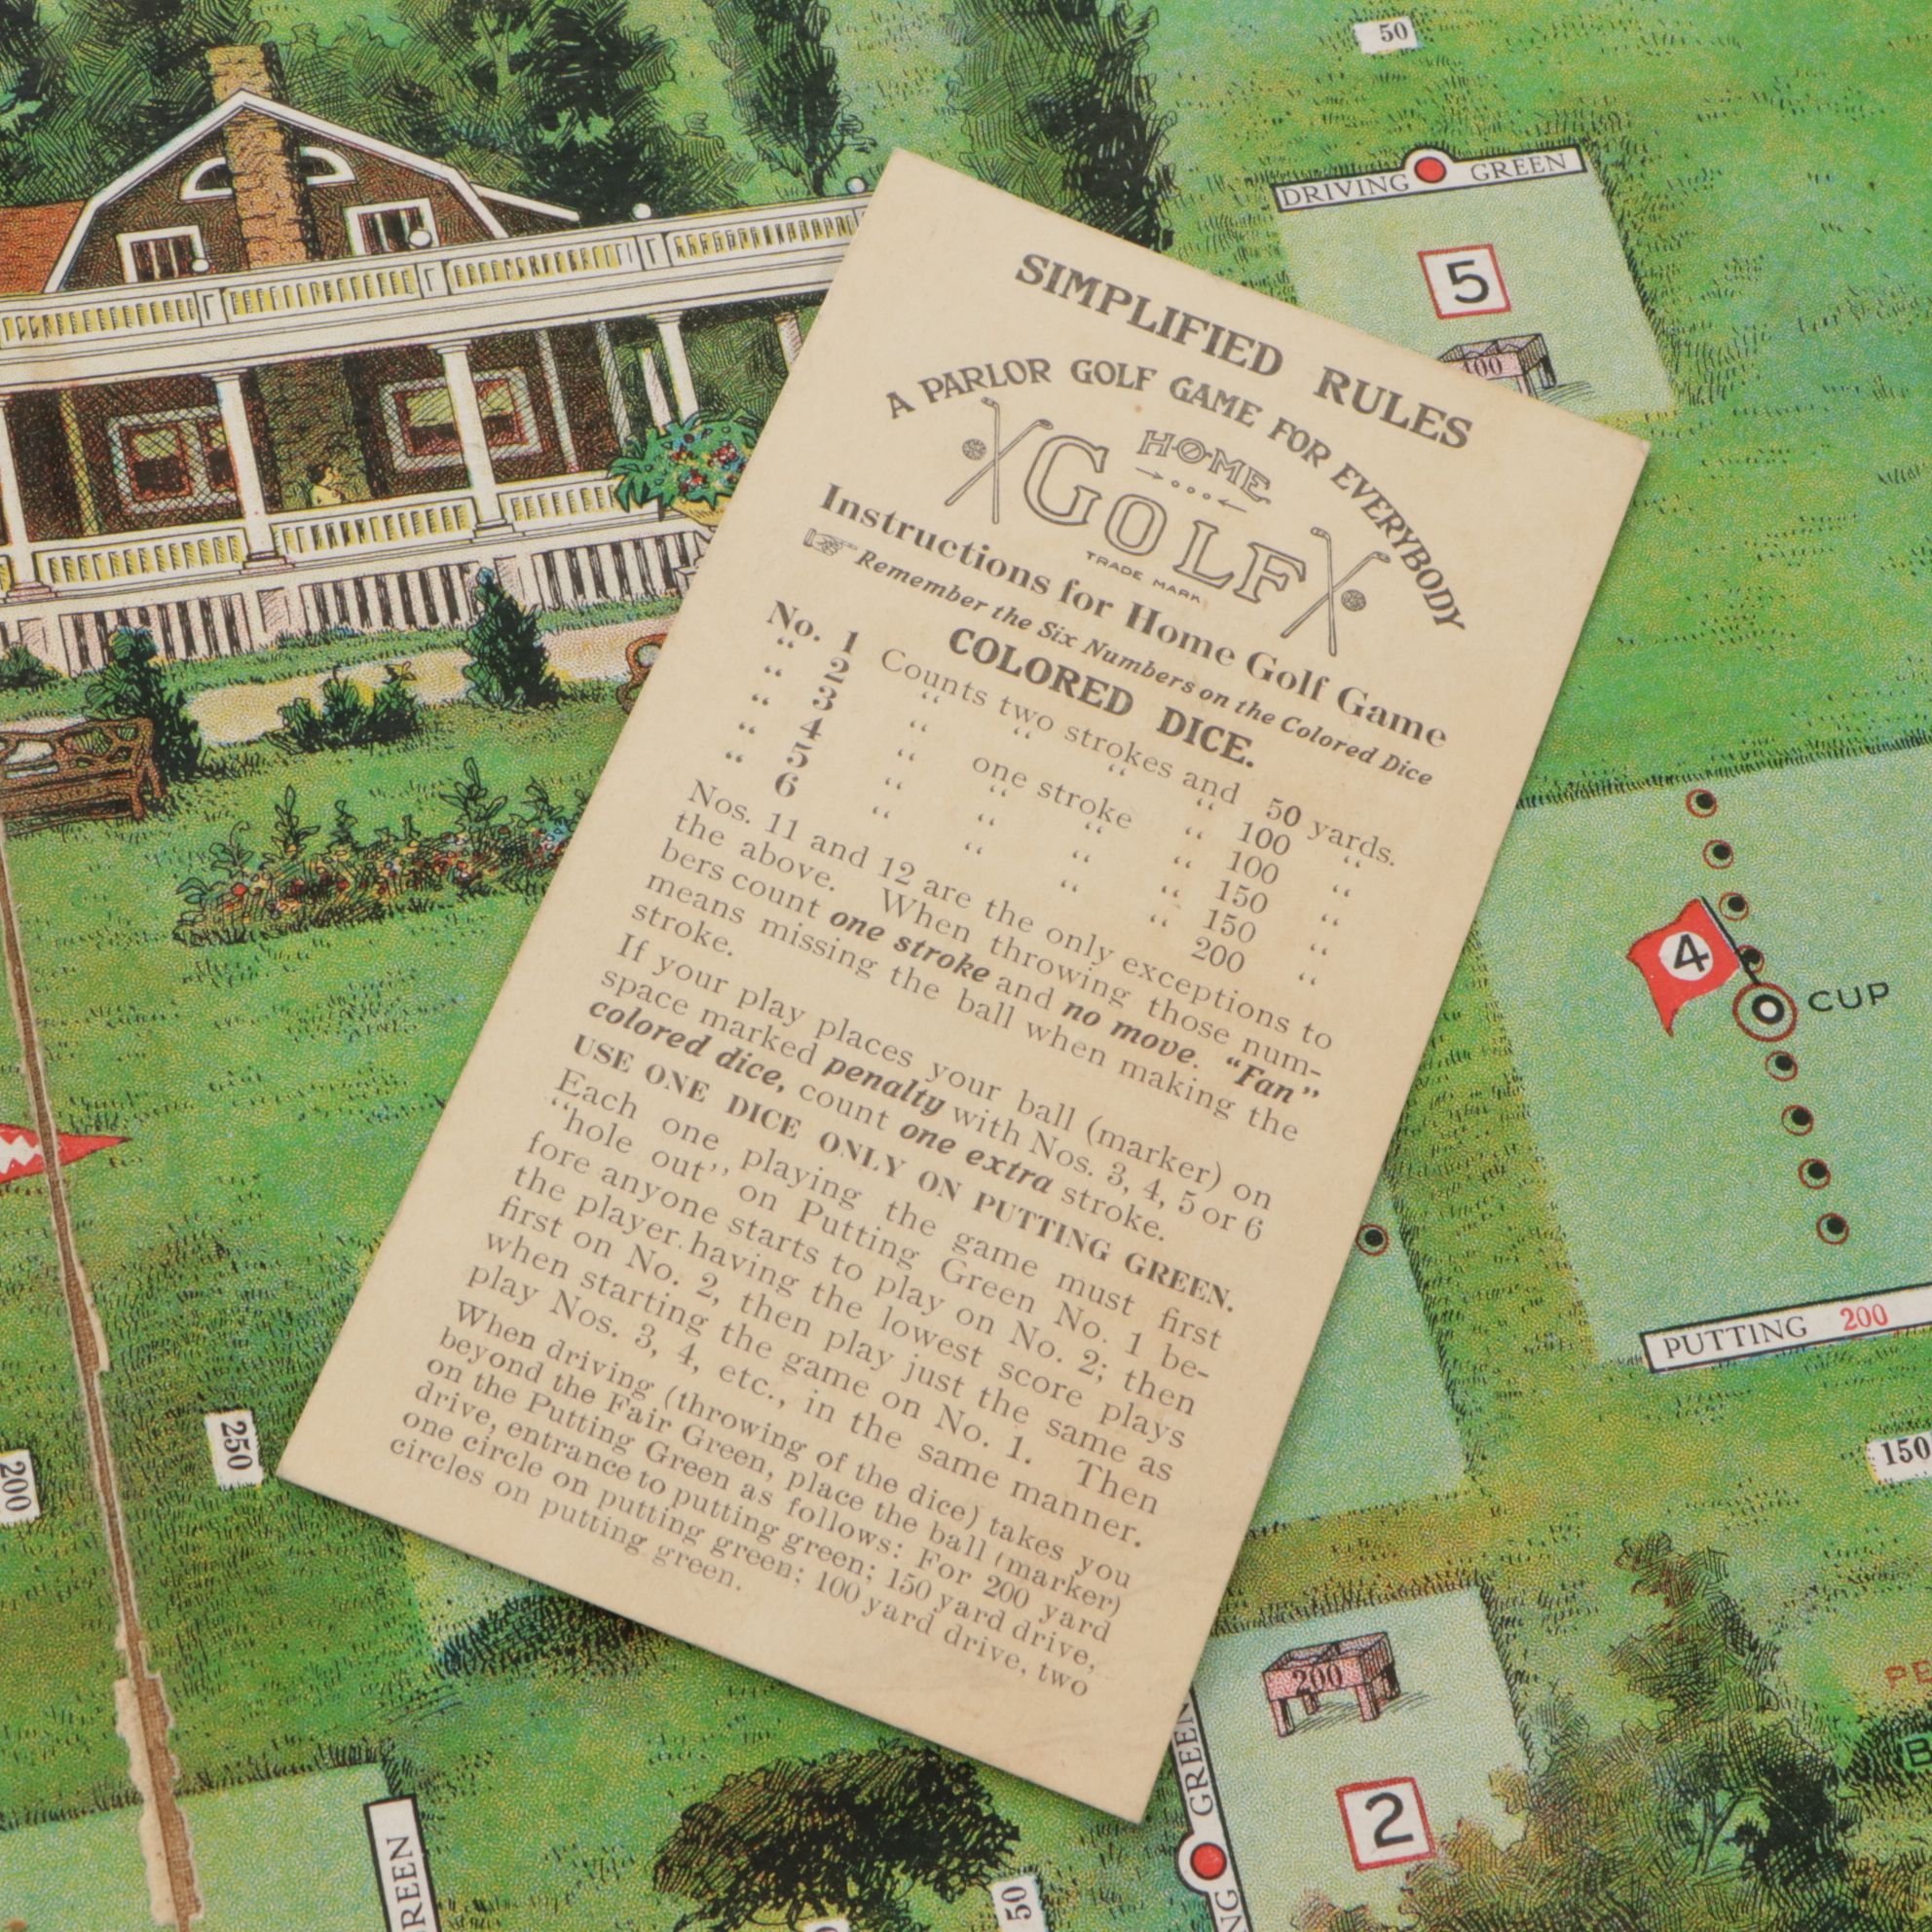 50
DRIVING GREEN
5
100
SIMPLIFIED RULES
A PARLOR GOLF GAME FOR EVERYBODY
HOME
GOLF
TRADE MARK
Instructions for Home Golf Game
Remember the Six Numbers on the Colored Dice
COLORED DICE.
No. 1 Counts two strokes and 50 yards.
“ 2 “ “ “ “ 100 “
“ 3 “ one stroke “ 100 “
“ 4 “ “ “ “ 150 “
“ 5 “ “ “ “ 150 “
“ 6 “ “ “ “ 200 “
Nos. 11 and 12 are the only exceptions to
the above. When throwing those num-
bers count one stroke and no move. “Fan”
means missing the ball when making the
stroke.
If your play places your ball (marker) on
space marked penalty with Nos. 3, 4, 5 or 6
colored dice, count one extra stroke.
USE ONE DICE ONLY ON PUTTING GREEN.
Each one playing the game must first
“hole out” on Putting Green No. 1 be-
fore anyone starts to play on No. 2; then
the player having the lowest score plays
first on No. 2, then play just the same as
when starting the game on No. 1. Then
play Nos. 3, 4, etc., in the same manner.
When driving (throwing of the dice) takes you
beyond the Fair Green, place the ball (marker)
on the Putting Green as follows: For 200 yard
drive, entrance to putting green; 150 yard drive,
one circle on putting green; 100 yard drive, two
circles on putting green.
4
CUP
PUTTING 200
150
250
200
200
2
GREEN
50